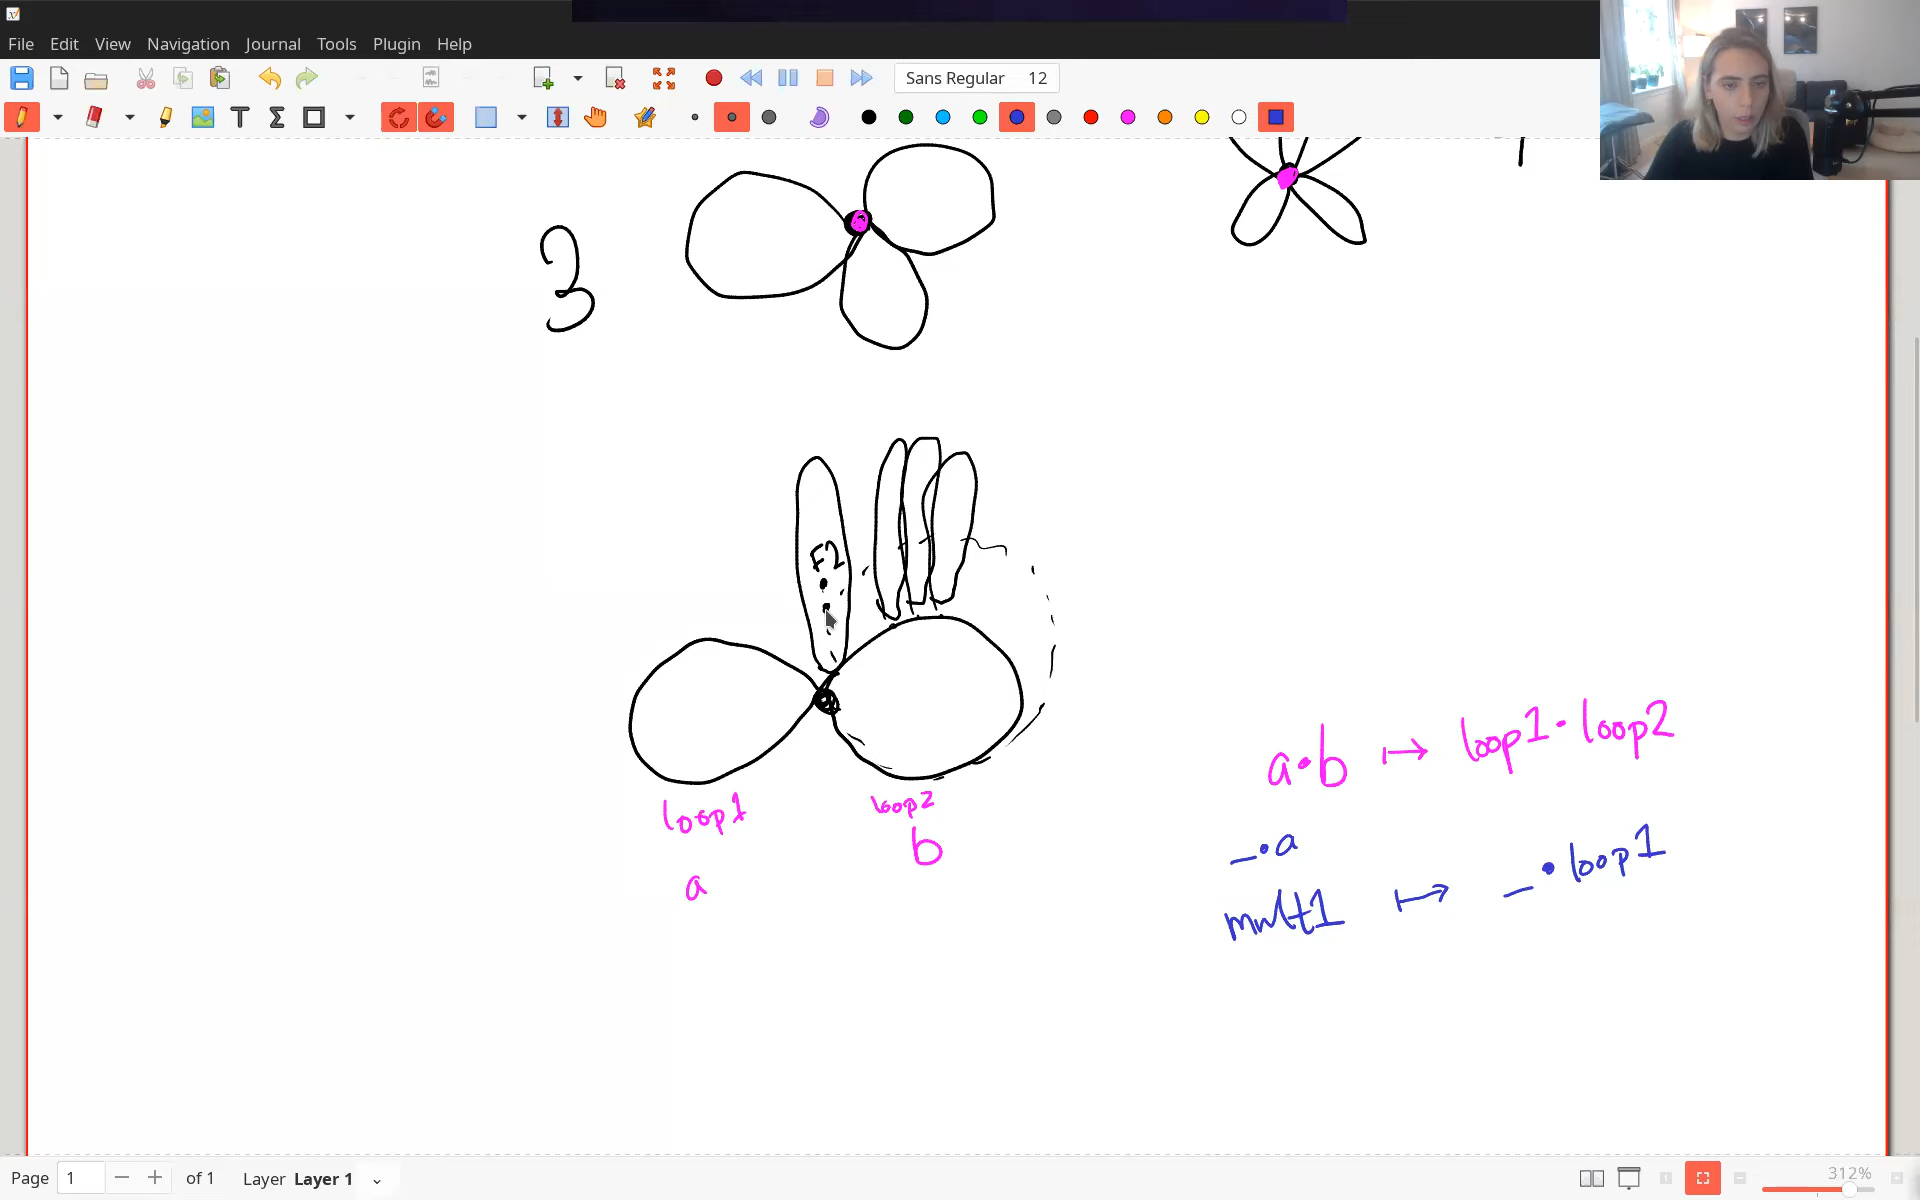 File Edit View Navigation Journal Tools Plugin Help
Sans Regular 12
3
F2
loop1
loop2
a
b
a·b ↦ loop1·loop2
_·a
mult1 ↦ _·loop1
Page 1 of 1 Layer Layer 1
312%